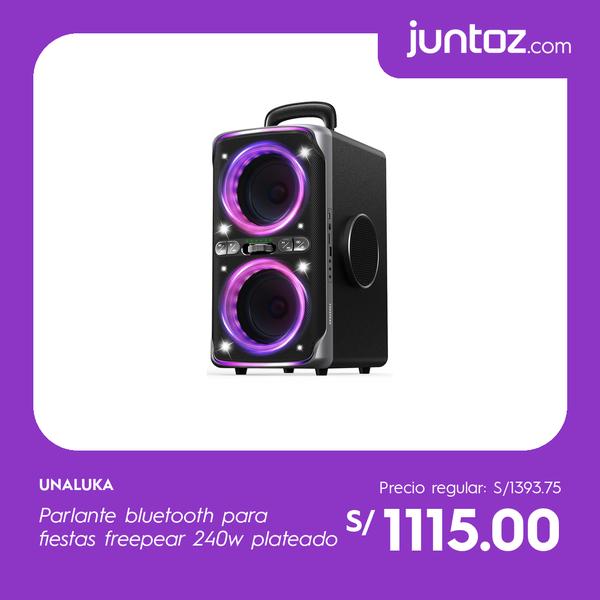 juntoz.com
UNALUKA
Parlante bluetooth para
fiestas freepear 240w plateado
Precio regular: S/1393.75
S/ 1115.00